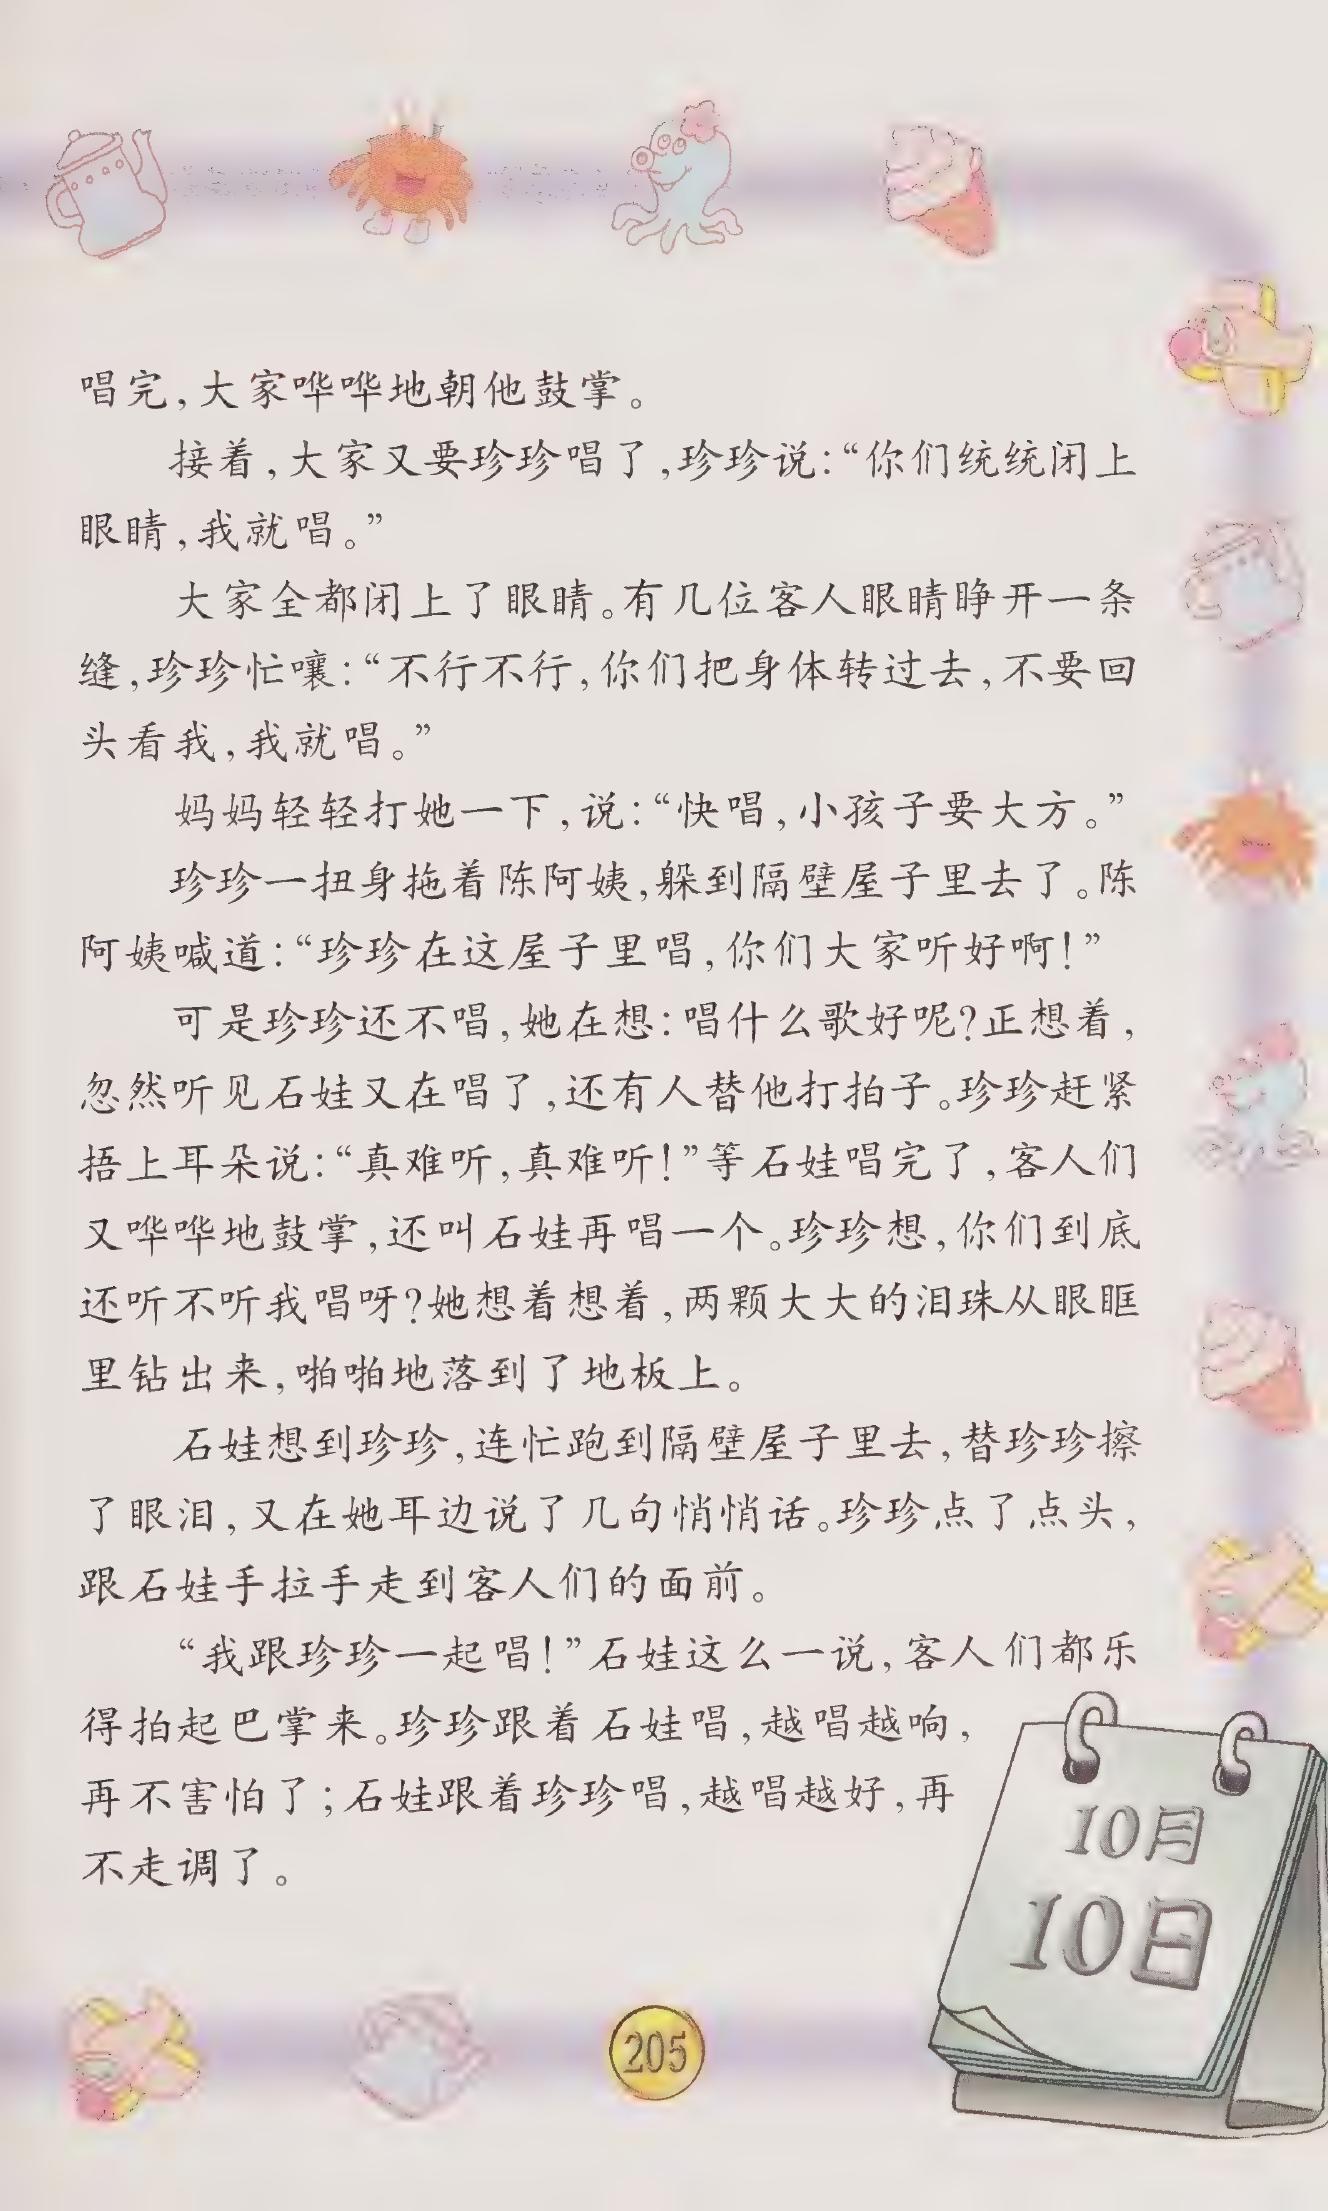 唱完,大家哗哗地朝他鼓掌。
接着,大家又要珍珍唱了,珍珍说:“你们统统闭上
眼睛,我就唱。”
大家全都闭上了眼睛。有几位客人眼睛睁开一条
缝,珍珍忙嚷:“不行不行,你们把身体转过去,不要回
头看我,我就唱。”
妈妈轻轻打她一下,说:“快唱,小孩子要大方。”
珍珍一扭身拖着陈阿姨,躲到隔壁屋子里去了。陈
阿姨喊道:“珍珍在这屋子里唱,你们大家听好啊!”
可是珍珍还不唱,她在想:唱什么歌好呢?正想着,
忽然听见石娃又在唱了,还有人替他打拍子。珍珍赶紧
捂上耳朵说:“真难听,真难听!”等石娃唱完了,客人们
又哗哗地鼓掌,还叫石娃再唱一个。珍珍想,你们到底
还听不听我唱呀?她想着想着,两颗大大的泪珠从眼眶
里钻出来,啪啪地落到了地板上。
石娃想到珍珍,连忙跑到隔壁屋子里去,替珍珍擦
了眼泪,又在她耳边说了几句悄悄话。珍珍点了点头,
跟石娃手拉手走到客人们的面前。
“我跟珍珍一起唱!”石娃这么一说,客人们都乐
得拍起巴掌来。珍珍跟着石娃唱,越唱越响,
再不害怕了;石娃跟着珍珍唱,越唱越好,再
不走调了。
10月
10日
205